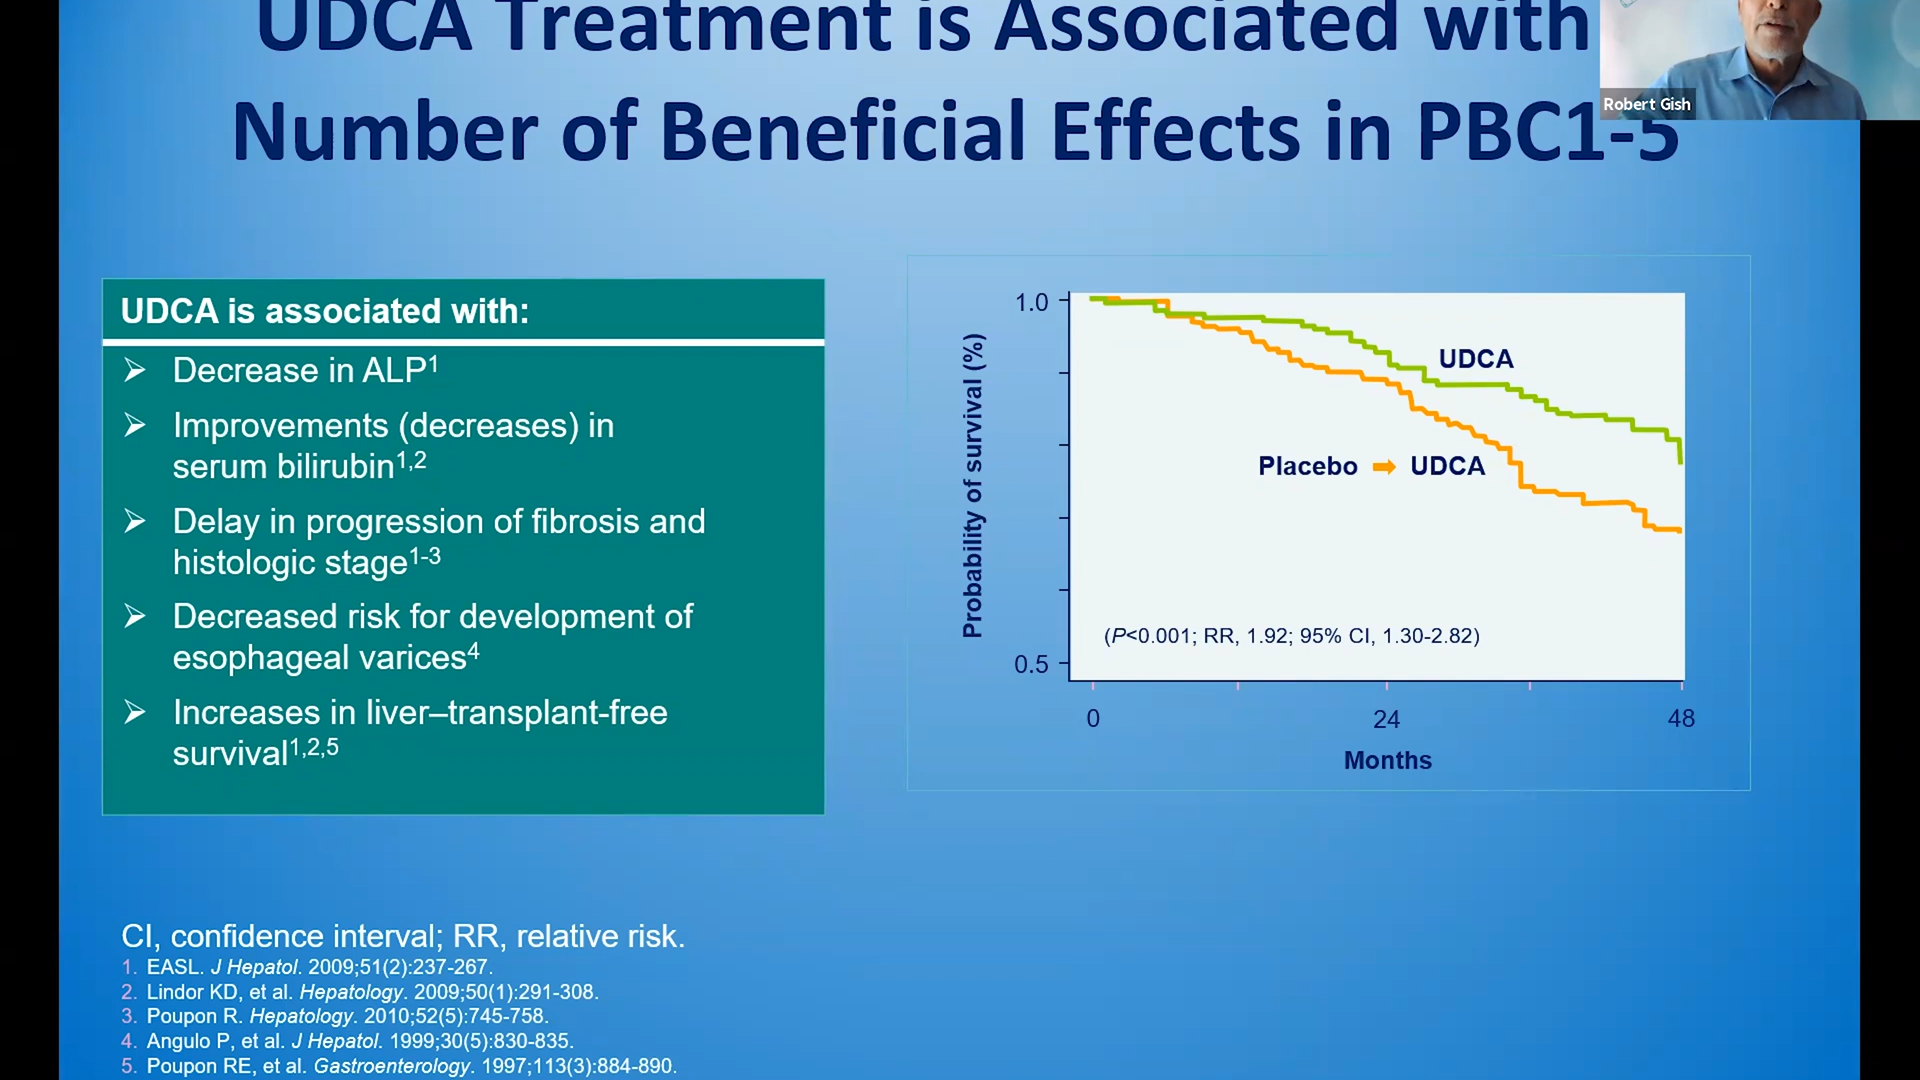 UDCA Treatment is Associated with
Robert Gish
Number of Beneficial Effects in PBC1-5
UDCA is associated with:
➢ Decrease in ALP1
➢ Improvements (decreases) in
serum bilirubin1,2
➢ Delay in progression of fibrosis and
histologic stage1-3
➢ Decreased risk for development of
esophageal varices4
➢ Increases in liver–transplant-free
survival1,2,5
Probability of survival (%)
1.0
0.5
UDCA
Placebo ➡ UDCA
(P<0.001; RR, 1.92; 95% CI, 1.30-2.82)
0 24 48
Months
CI, confidence interval; RR, relative risk.
1. EASL. J Hepatol. 2009;51(2):237-267.
2. Lindor KD, et al. Hepatology. 2009;50(1):291-308.
3. Poupon R. Hepatology. 2010;52(5):745-758.
4. Angulo P, et al. J Hepatol. 1999;30(5):830-835.
5. Poupon RE, et al. Gastroenterology. 1997;113(3):884-890.